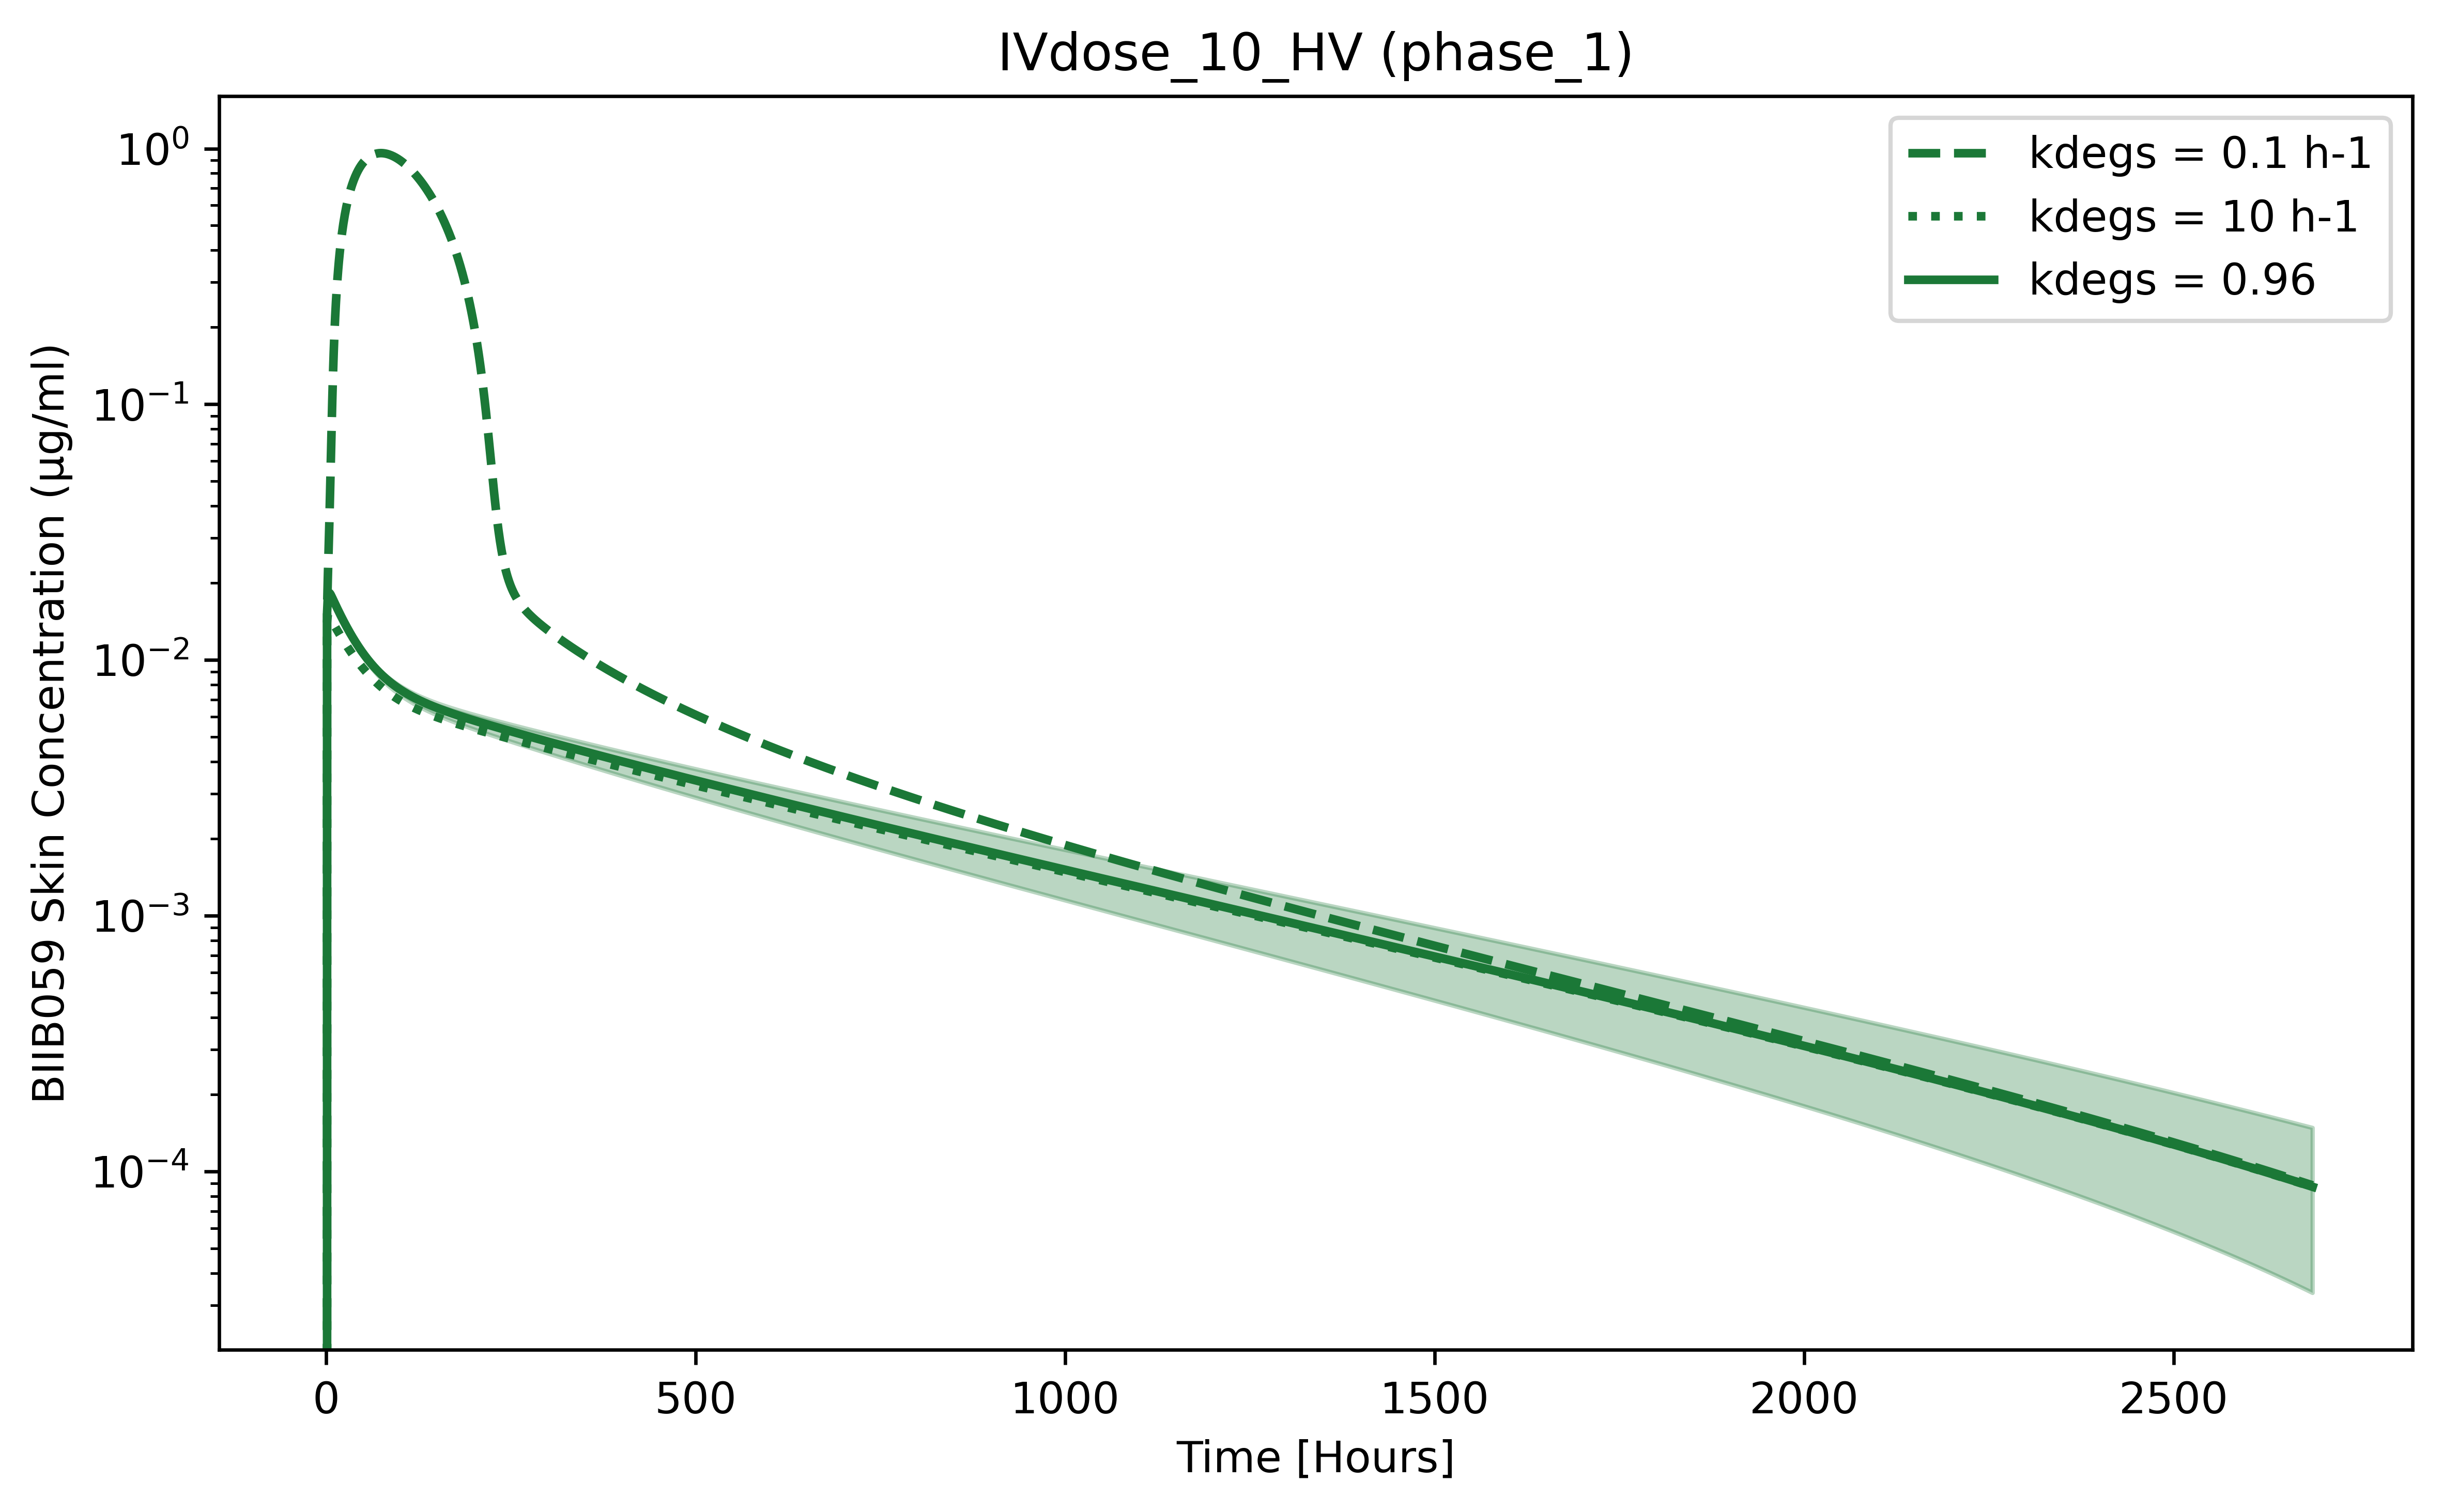 IVdose_10_HV (phase_1)
kdegs = 0.1 h-1
kdegs = 10 h-1
kdegs = 0.96
BIIB059 Skin Concentration (µg/ml)
10⁰
10⁻¹
10⁻²
10⁻³
10⁻⁴
0 500 1000 1500 2000 2500
Time [Hours]